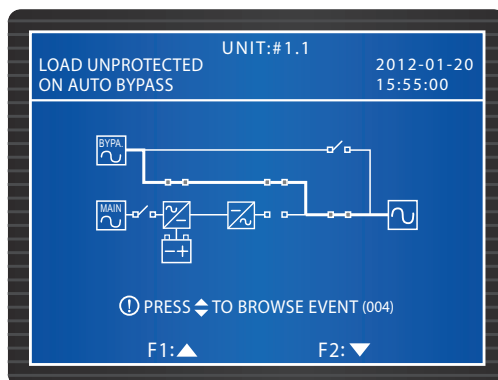 UNIT:#1.1
LOAD UNPROTECTED
ON AUTO BYPASS
2012-01-20
15:55:00
BYPA.
MAIN
PRESS TO BROWSE EVENT (004)
F1:
F2: